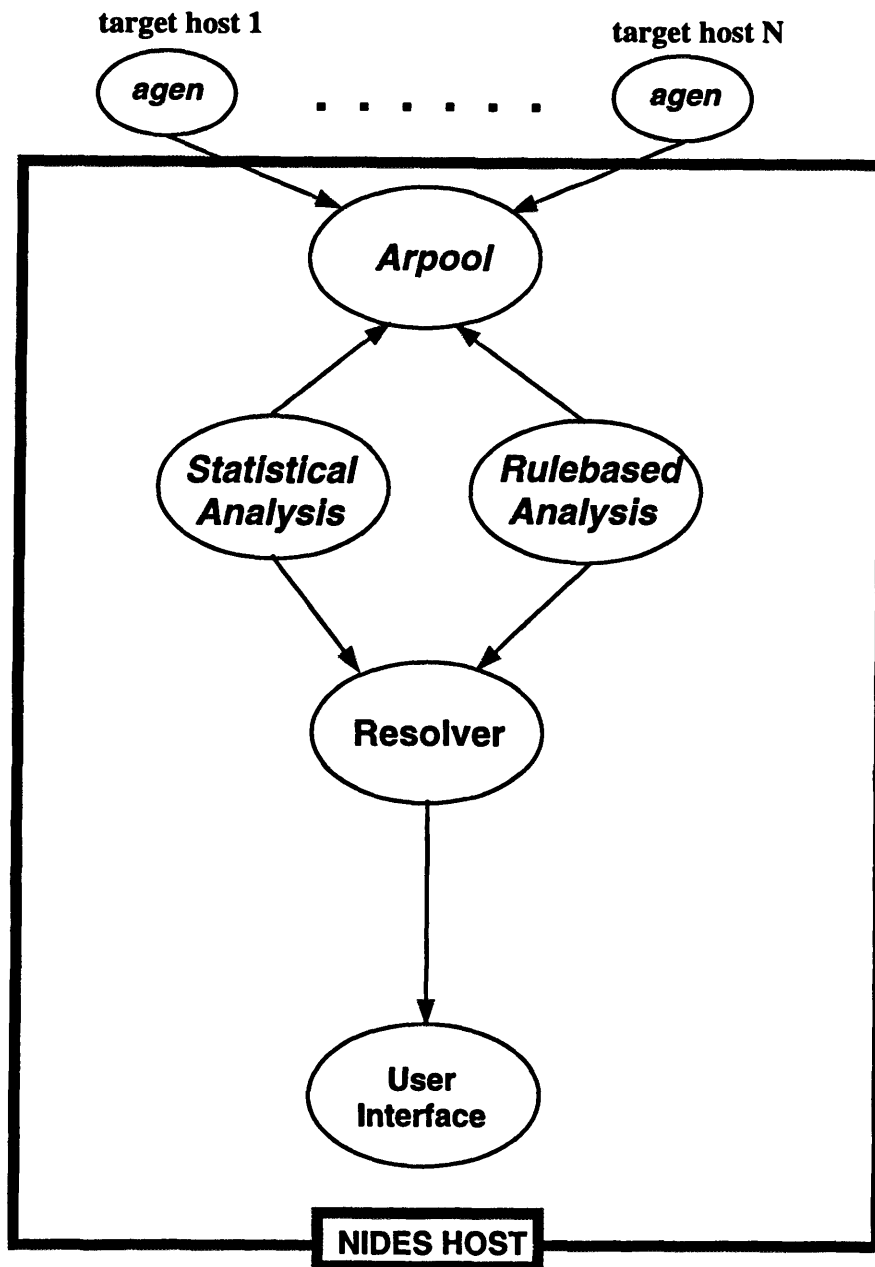 target host 1
target host N
agen
agen
. . . . . .
Arpool
Statistical
Analysis
Rulebased
Analysis
Resolver
User
Interface
NIDES HOST